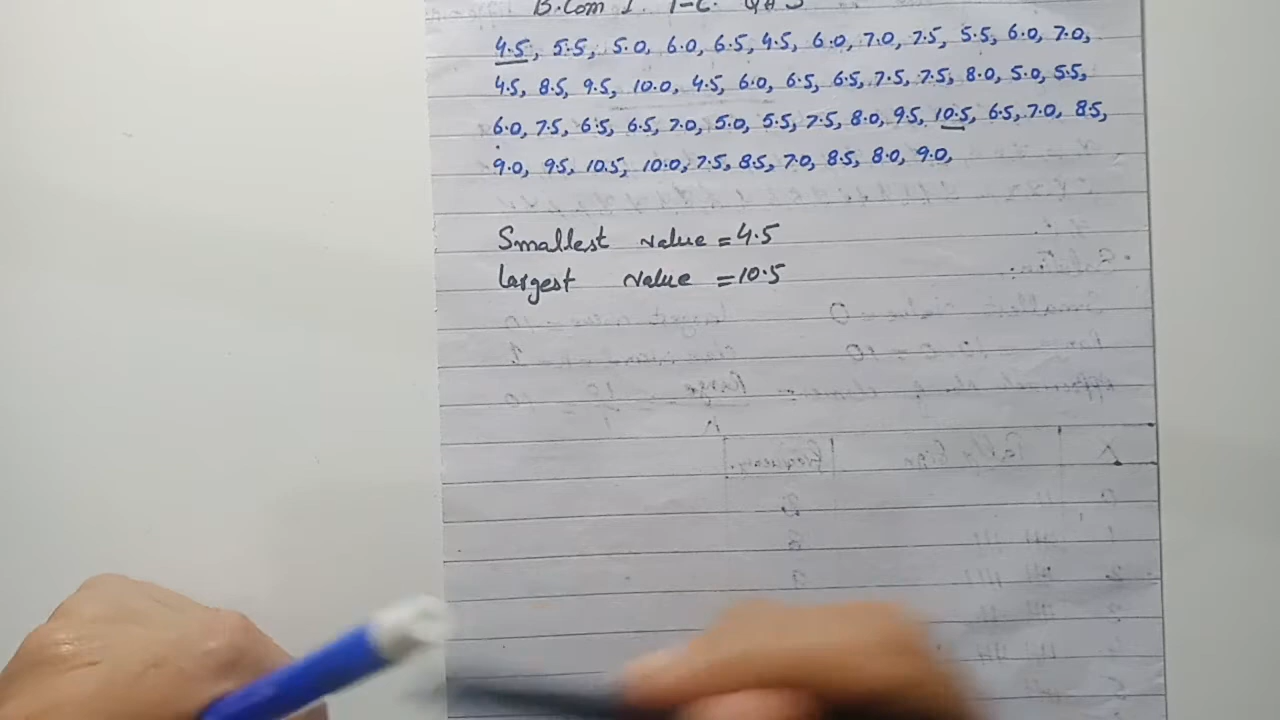 B.Com I. T-C. Q# 3
4.5, 5.5, 5.0, 6.0, 6.5, 4.5, 6.0, 7.0, 7.5, 5.5, 6.0, 7.0,
4.5, 8.5, 9.5, 10.0, 4.5, 6.0, 6.5, 6.5, 7.5, 7.5, 8.0, 5.0, 5.5,
6.0, 7.5, 6.5, 6.5, 7.0, 5.0, 5.5, 7.5, 8.0, 9.5, 10.5, 6.5, 7.0, 8.5,
9.0, 9.5, 10.5, 10.0, 7.5, 8.5, 7.0, 8.5, 8.0, 9.0,
Smallest value = 4.5
largest value = 10.5